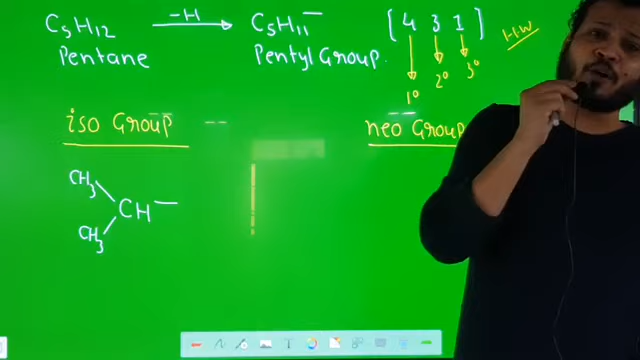 C5H12 —H→ C5H11— [4 3 1] H.W
Pentane Pentyl Group. 1° 2° 3°
iso Group -- neo Group
CH3
CH—
CH3